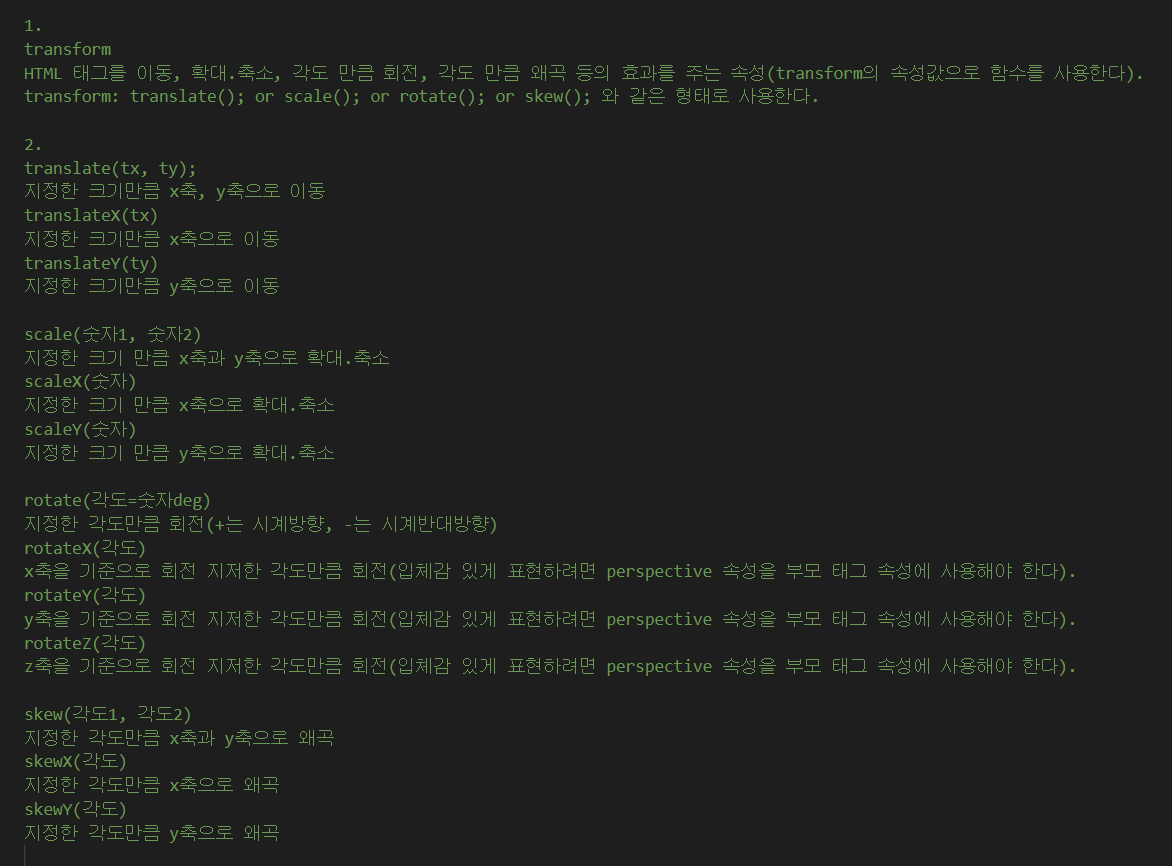 1.
transform
HTML 태그를 이동, 확대.축소, 각도 만큼 회전, 각도 만큼 왜곡 등의 효과를 주는 속성(transform의 속성값으로 함수를 사용한다).
transform: translate(); or scale(); or rotate(); or skew(); 와 같은 형태로 사용한다.
2.
translate(tx, ty);
지정한 크기만큼 x축, y축으로 이동
translateX(tx)
지정한 크기만큼 x축으로 이동
translateY(ty)
지정한 크기만큼 y축으로 이동
scale(숫자1, 숫자2)
지정한 크기 만큼 x축과 y축으로 확대.축소
scaleX(숫자)
지정한 크기 만큼 x축으로 확대.축소
scaleY(숫자)
지정한 크기 만큼 y축으로 확대.축소
rotate(각도=숫자deg)
지정한 각도만큼 회전(+는 시계방향, -는 시계반대방향)
rotateX(각도)
x축을 기준으로 회전 지저한 각도만큼 회전(입체감 있게 표현하려면 perspective 속성을 부모 태그 속성에 사용해야 한다).
rotateY(각도)
y축을 기준으로 회전 지저한 각도만큼 회전(입체감 있게 표현하려면 perspective 속성을 부모 태그 속성에 사용해야 한다).
rotateZ(각도)
z축을 기준으로 회전 지저한 각도만큼 회전(입체감 있게 표현하려면 perspective 속성을 부모 태그 속성에 사용해야 한다).
skew(각도1, 각도2)
지정한 각도만큼 x축과 y축으로 왜곡
skewX(각도)
지정한 각도만큼 x축으로 왜곡
skewY(각도)
지정한 각도만큼 y축으로 왜곡